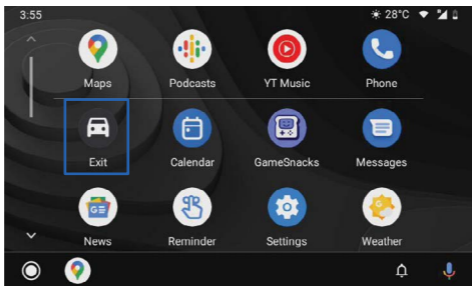 3:55 28°C
Maps Podcasts YT Music Phone
Exit Calendar GameSnacks Messages
News Reminder Settings Weather